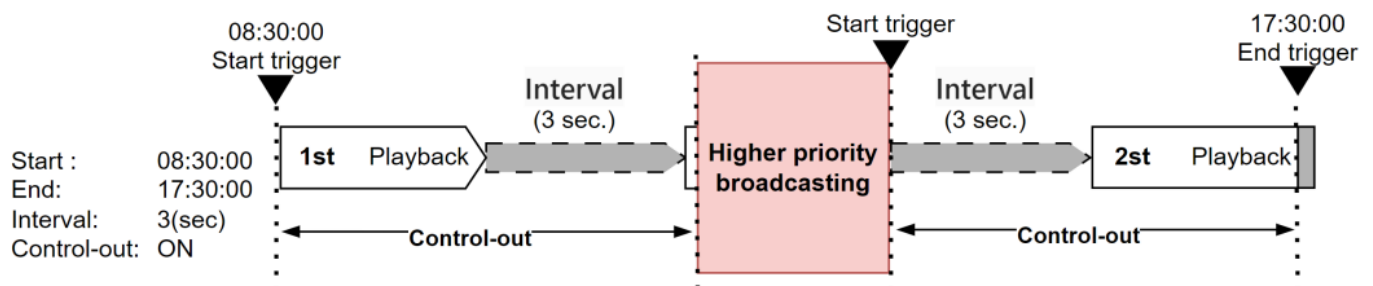 08:30:00
Start trigger
Start trigger
17:30:00
End trigger
Interval
(3 sec.)
Interval
(3 sec.)
Start : 08:30:00
End: 17:30:00
Interval: 3(sec)
Control-out: ON
1st Playback
Higher priority
broadcasting
2st Playback
Control-out
Control-out